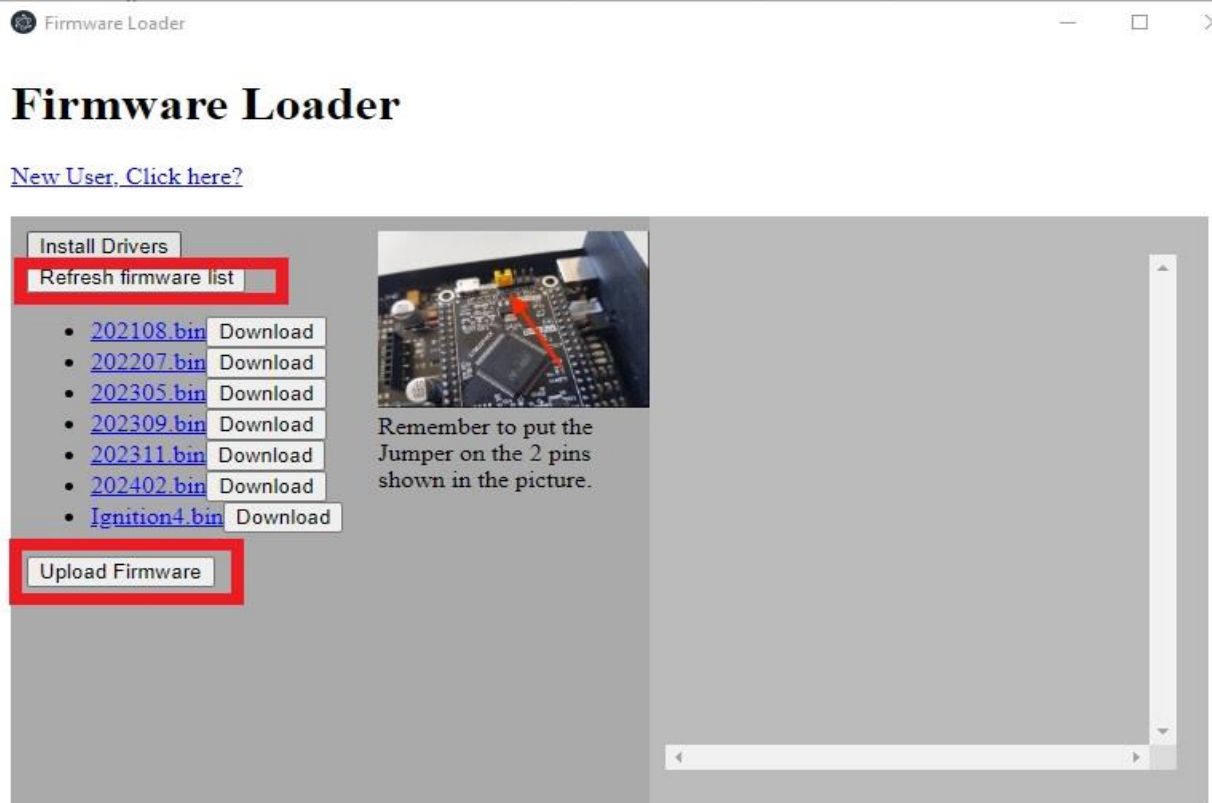 Firmware Loader
Firmware Loader
New User, Click here?
Install Drivers
Refresh firmware list
202108.bin Download
202207.bin Download
202305.bin Download
202309.bin Download
202311.bin Download
202402.bin Download
Ignition4.bin Download
Upload Firmware
Remember to put the
Jumper on the 2 pins
shown in the picture.